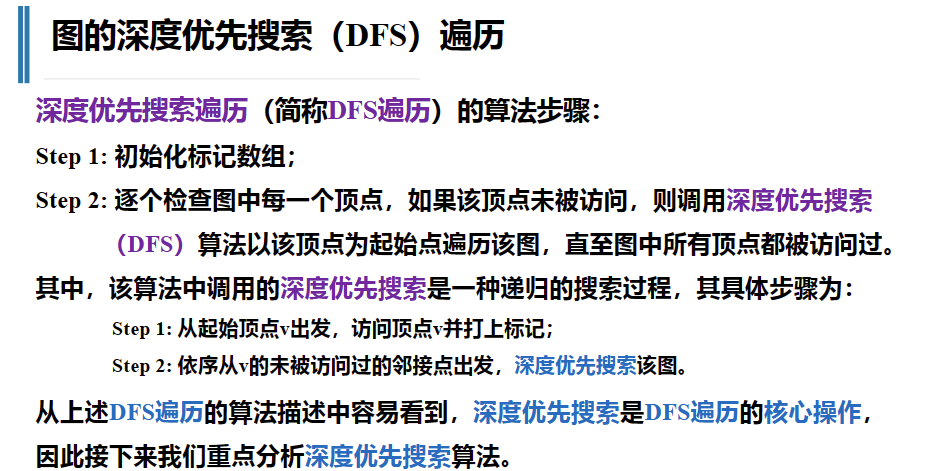 图的深度优先搜索（DFS）遍历
深度优先搜索遍历（简称DFS遍历）的算法步骤：
Step 1: 初始化标记数组；
Step 2: 逐个检查图中每一个顶点，如果该顶点未被访问，则调用深度优先搜索
（DFS）算法以该顶点为起始点遍历该图，直至图中所有顶点都被访问过。
其中，该算法中调用的深度优先搜索是一种递归的搜索过程，其具体步骤为：
Step 1: 从起始顶点v出发，访问顶点v并打上标记；
Step 2: 依序从v的未被访问过的邻接点出发，深度优先搜索该图。
从上述DFS遍历的算法描述中容易看到，深度优先搜索是DFS遍历的核心操作，
因此接下来我们重点分析深度优先搜索算法。